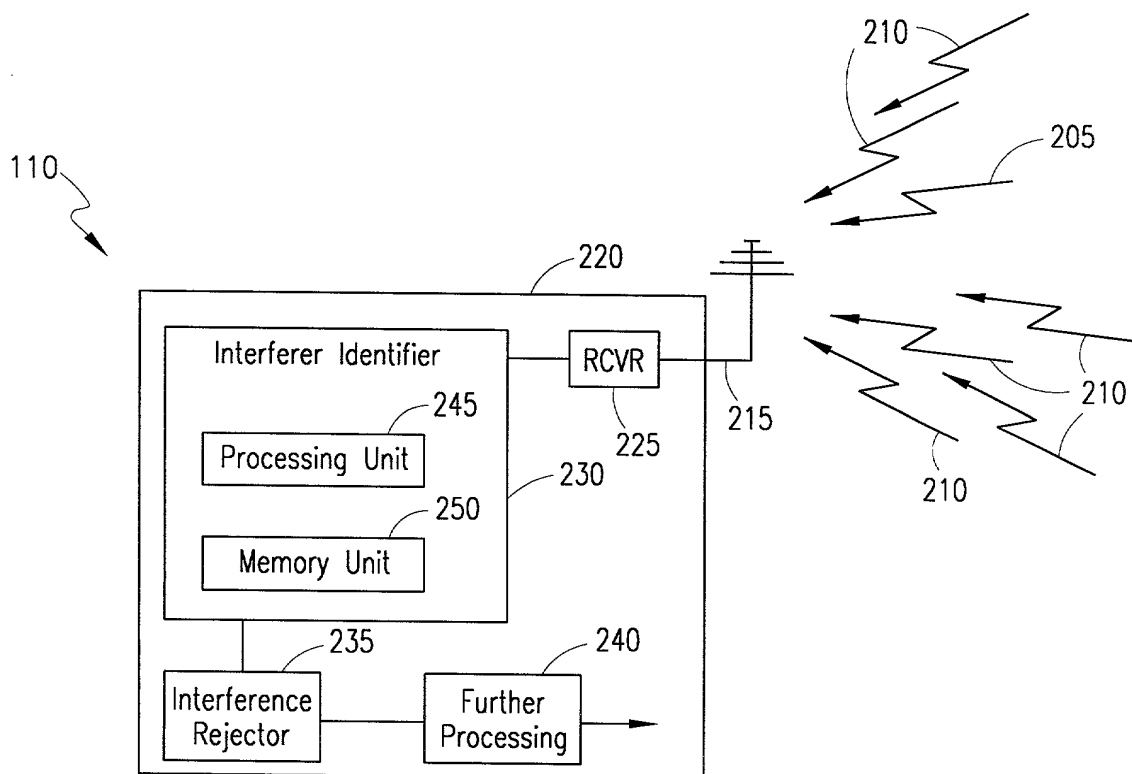 210
205
110
220
Interferer Identifier
RCVR
245
225
215
210
Processing Unit
230
210
250
Memory Unit
235
240
Interference
Rejector
Further
Processing